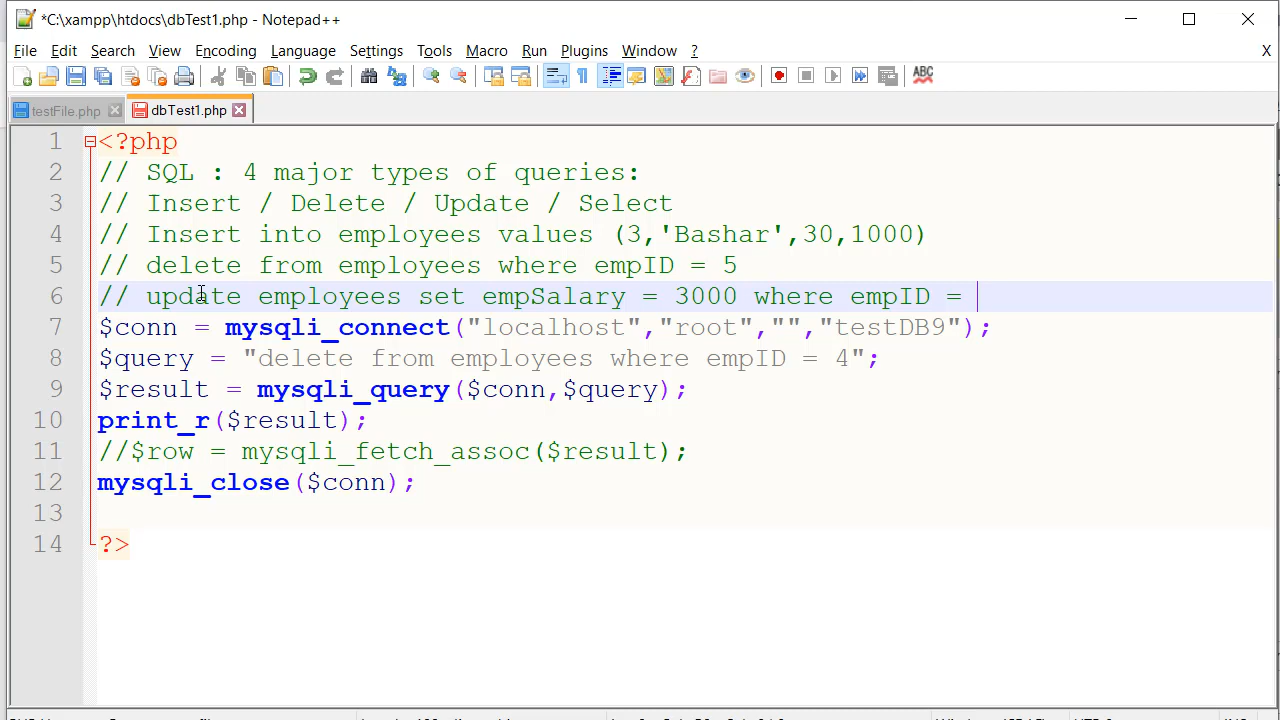 *C:\xampp\htdocs\dbTest1.php - Notepad++
File Edit Search View Encoding Language Settings Tools Macro Run Plugins Window ? X
ABC
testFile.php dbTest1.php
1 <?php
2 // SQL : 4 major types of queries:
3 // Insert / Delete / Update / Select
4 // Insert into employees values (3,'Bashar',30,1000)
5 // delete from employees where empID = 5
6 // update employees set empSalary = 3000 where empID =
7 $conn = mysqli_connect("localhost","root","","testDB9");
8 $query = "delete from employees where empID = 4";
9 $result = mysqli_query($conn,$query);
10 print_r($result);
11 //$row = mysqli_fetch_assoc($result);
12 mysqli_close($conn);
13
14 ?>